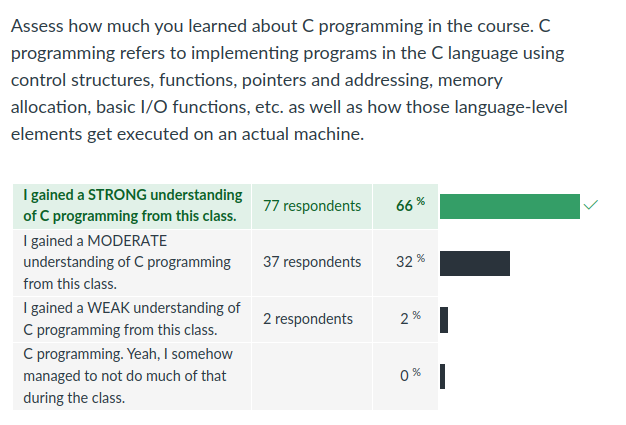 Assess how much you learned about C programming in the course. C
programming refers to implementing programs in the C language using
control structures, functions, pointers and addressing, memory
allocation, basic I/O functions, etc. as well as how those language-level
elements get executed on an actual machine.
I gained a STRONG understanding
of C programming from this class.
77 respondents
66 %
I gained a MODERATE
understanding of C programming
from this class.
37 respondents
32 %
I gained a WEAK understanding of
C programming from this class.
2 respondents
2 %
C programming. Yeah, I somehow
managed to not do much of that
during the class.
0 %